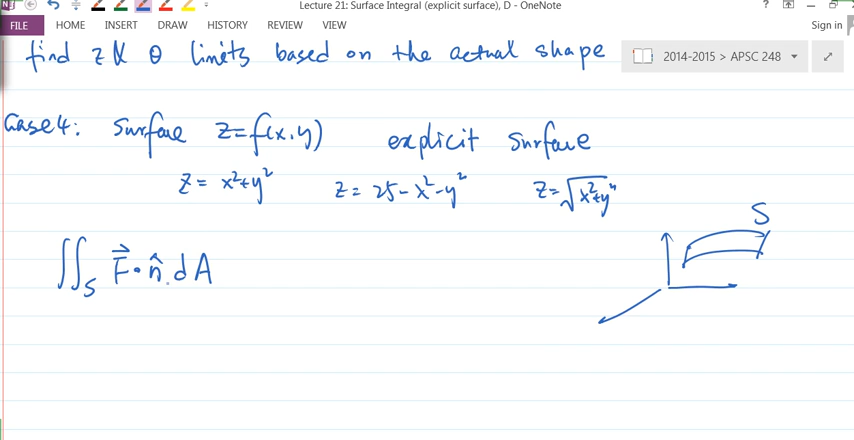 Lecture 21: Surface Integral (explicit surface), D - OneNote
FILE HOME INSERT DRAW HISTORY REVIEW VIEW Sign in
find z & θ limits based on the actual shape
2014-2015 > APSC 248
Case 4: Surface z=f(x,y) explicit surface
z = x²+y² z = 25-x²-y² z=√x²+y²
S
∬_S F⃗•n̂.dA